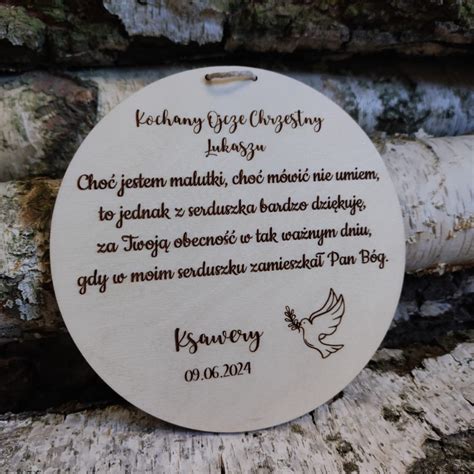 Kochany Ojcze Chrzestny
Lukaszu
Choć jestem malutki, choć mówić nie umiem,
to jednak z serduszka bardzo dziękuję,
za Twoją obecność w tak ważnym dniu,
gdy w moim serduszku zamieszkał Pan Bóg.
Ksawery
09.06.2024